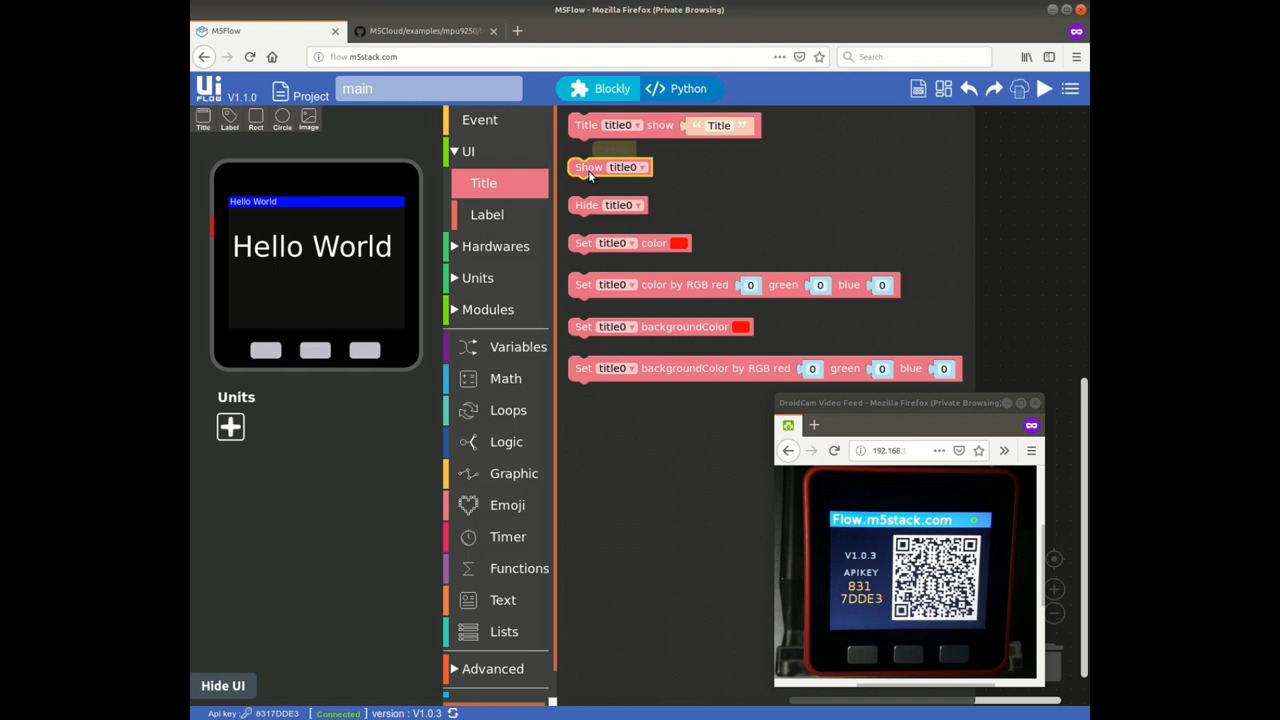 M5Flow - Mozilla Firefox (Private Browsing)
M5Flow
M5Cloud/examples/mpu9250/
flow.m5stack.com
Search
Ui
FLOW
V1.1.0
Project
main
Blockly
</> Python
Title
Label
Rect
Circle
Image
Hello World
Hello World
Units
Hide UI
Event
UI
Title
Label
Hardwares
Units
Modules
Variables
Math
Loops
Logic
Graphic
Emoji
Timer
Functions
Text
Lists
Advanced
Title title0 show “ Title ”
Show title0
Hide title0
Set title0 color
Set title0 color by RGB red 0 green 0 blue 0
Set title0 backgroundColor
Set title0 backgroundColor by RGB red 0 green 0 blue 0
DroidCam Video Feed - Mozilla Firefox (Private Browsing)
192.168.
Flow.m5stack.com
V1.0.3
APIKEY
831
7DDE3
Api key : 8317DDE3 [ Connected ] version : V1.0.3